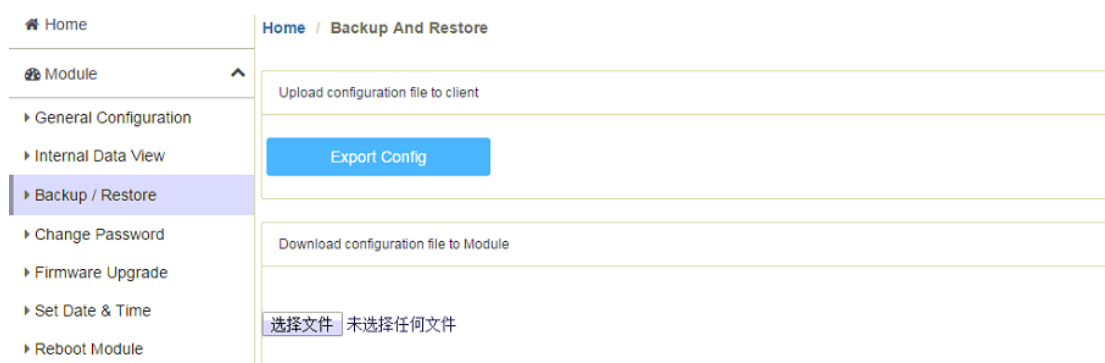 Home
Module
General Configuration
Internal Data View
Backup / Restore
Change Password
Firmware Upgrade
Set Date & Time
Reboot Module
Home / Backup And Restore
Upload configuration file to client
Export Config
Download configuration file to Module
选择文件 未选择任何文件